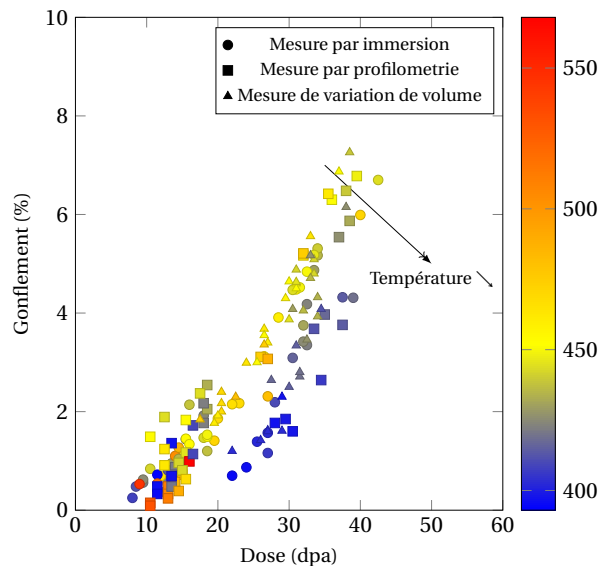 Mesure par immersion
Mesure par profilometrie
Mesure de variation de volume
Température
Gonflement (%)
10
8
6
4
2
0
0 10 20 30 40 50 60
Dose (dpa)
550
500
450
400